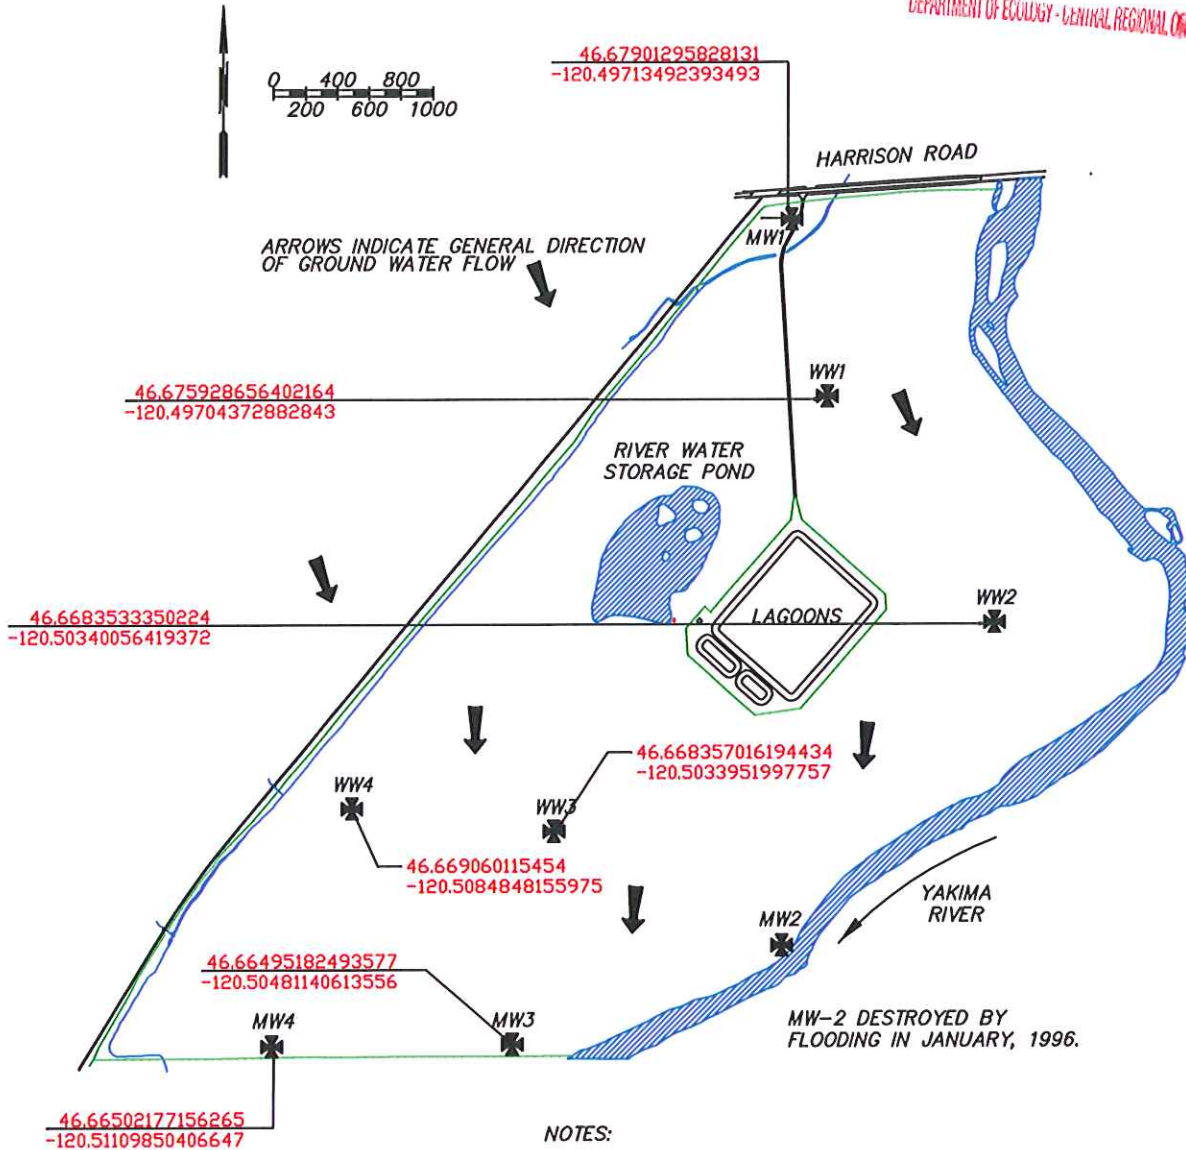 DEPARTMENT OF ECOLOGY - CENTRAL REGIONAL
46.67901295828131
-120.49713492393493
0 400 800
200 600 1000
HARRISON ROAD
MW1
ARROWS INDICATE GENERAL DIRECTION
OF GROUND WATER FLOW
WW1
46.675928656402164
-120.49704372882843
RIVER WATER
STORAGE POND
WW2
46.6683533350224
-120.50340056419372
LAGOONS
46.668357016194434
-120.5033951997757
WW4
WW3
46.669060115454
-120.5084848155975
YAKIMA
RIVER
MW2
46.66495182493577
-120.50481140613556
MW4
MW3
MW-2 DESTROYED BY
FLOODING IN JANUARY, 1996.
46.66502177156265
-120.51109850406647
NOTES: